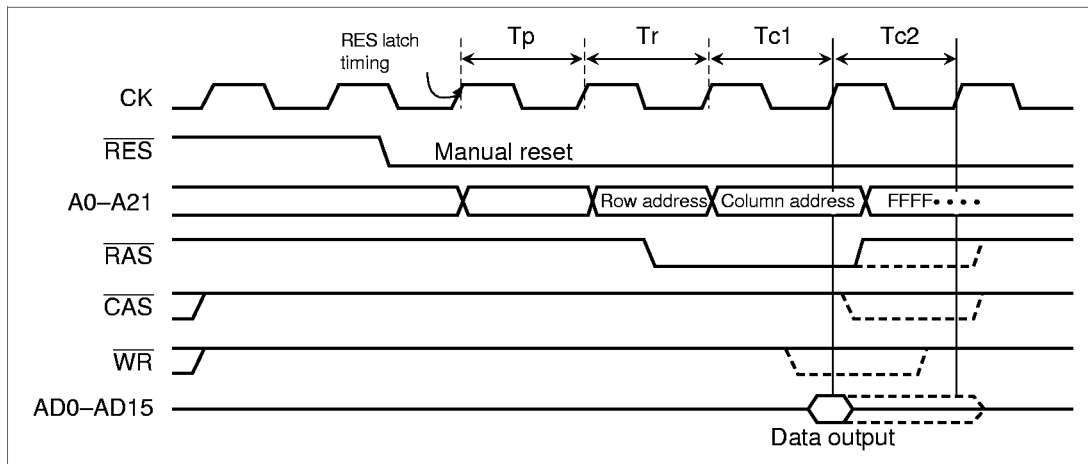 RES latch
timing
Tp
Tr
Tc1
Tc2
CK
RES
Manual reset
A0–A21
Row address
Column address
FFFF····
RAS
CAS
WR
AD0–AD15
Data output